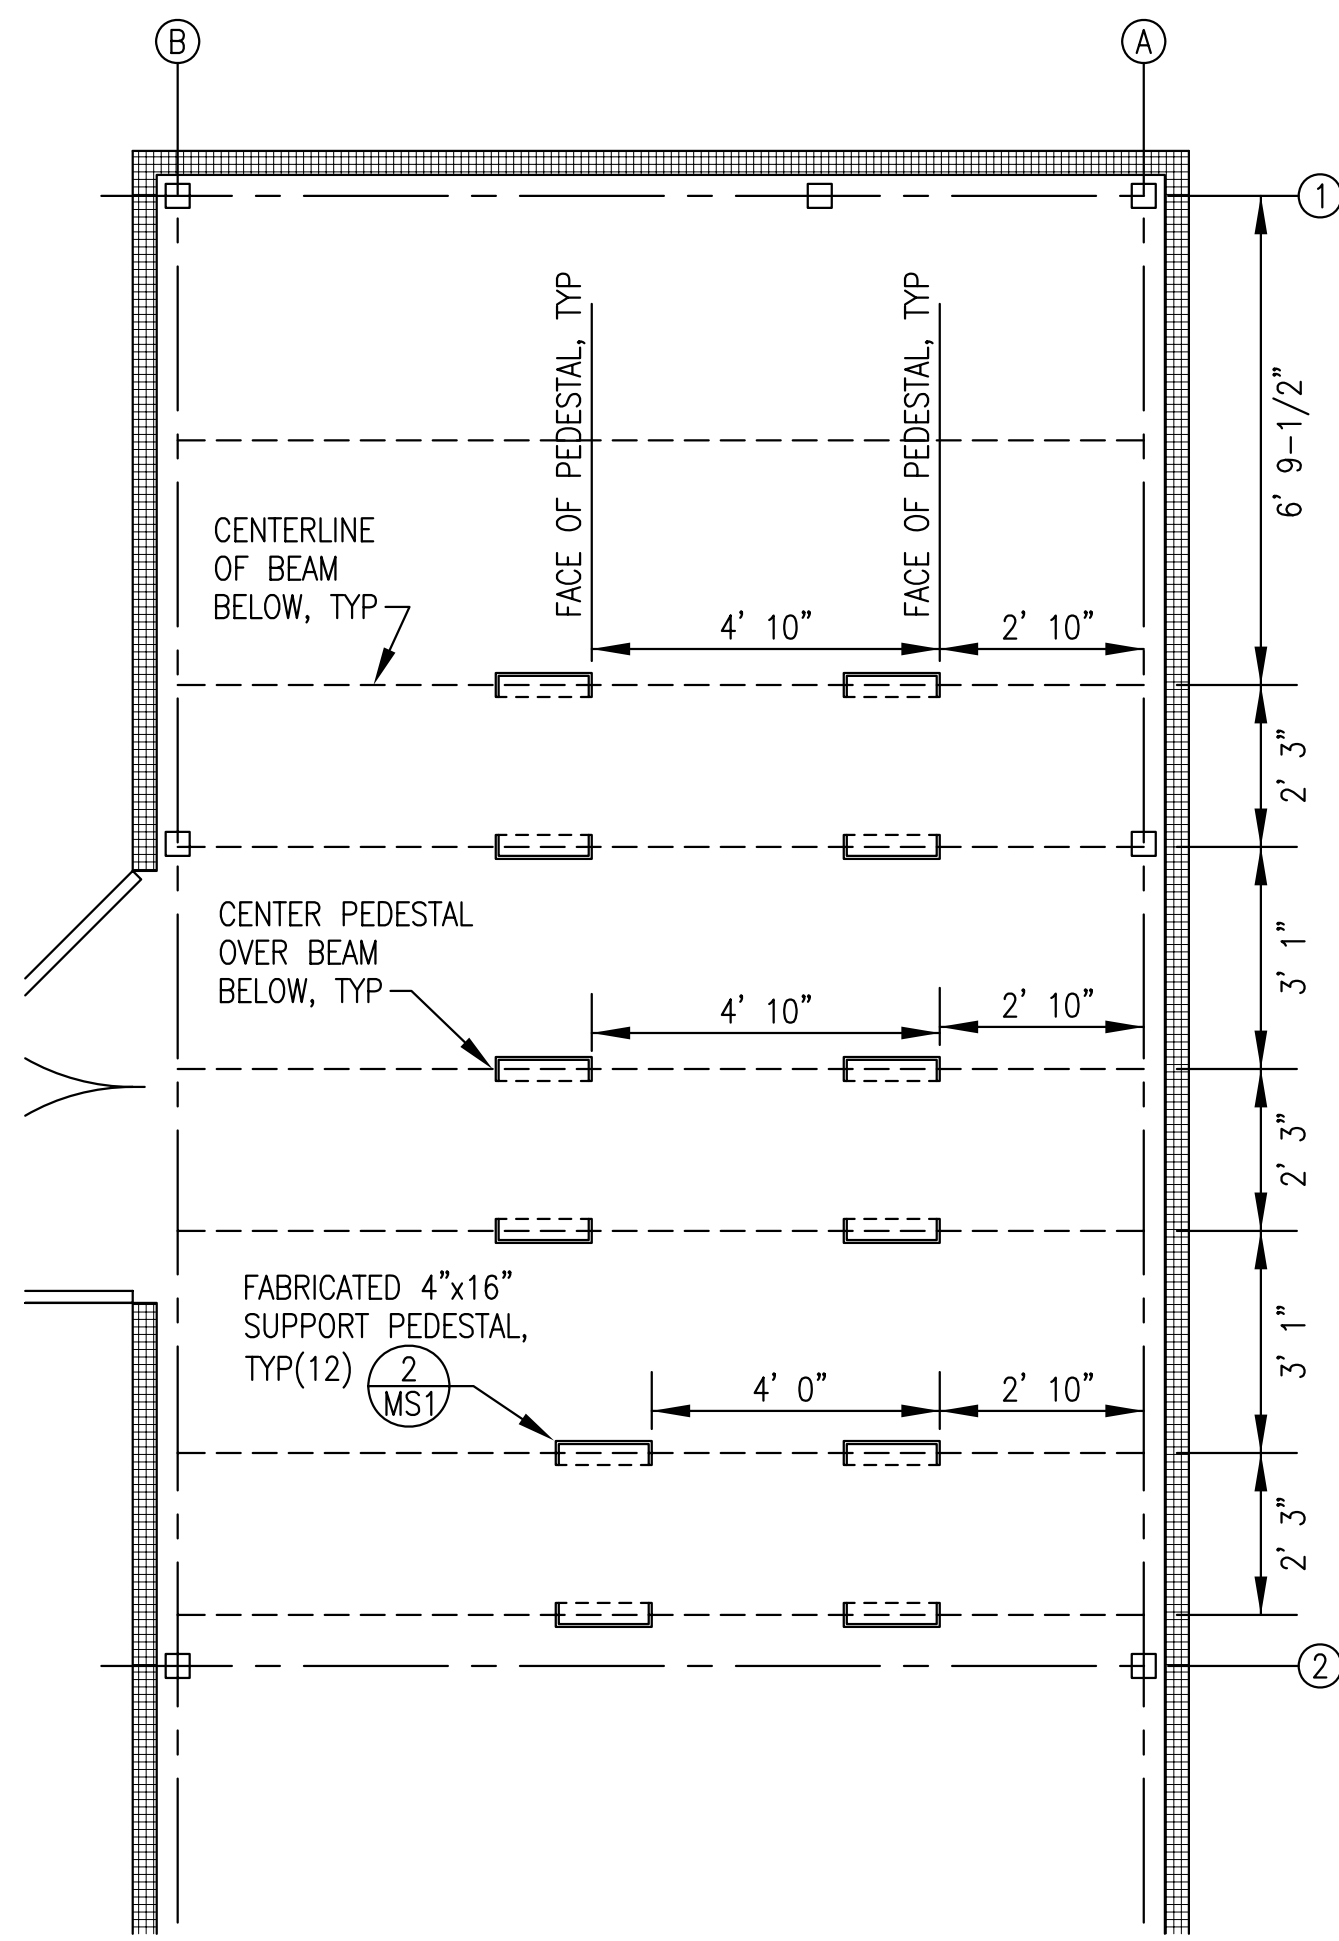 B
A
1
FACE OF PEDESTAL, TYP
FACE OF PEDESTAL, TYP
6' 9-1/2"
CENTERLINE
OF BEAM
BELOW, TYP
4' 10"
2' 10"
2' 3"
CENTER PEDESTAL
OVER BEAM
BELOW, TYP
3' 1"
4' 10"
2' 10"
2' 3"
FABRICATED 4"x16"
SUPPORT PEDESTAL,
TYP(12)
2
MS1
3' 1"
4' 0"
2' 10"
2' 3"
2